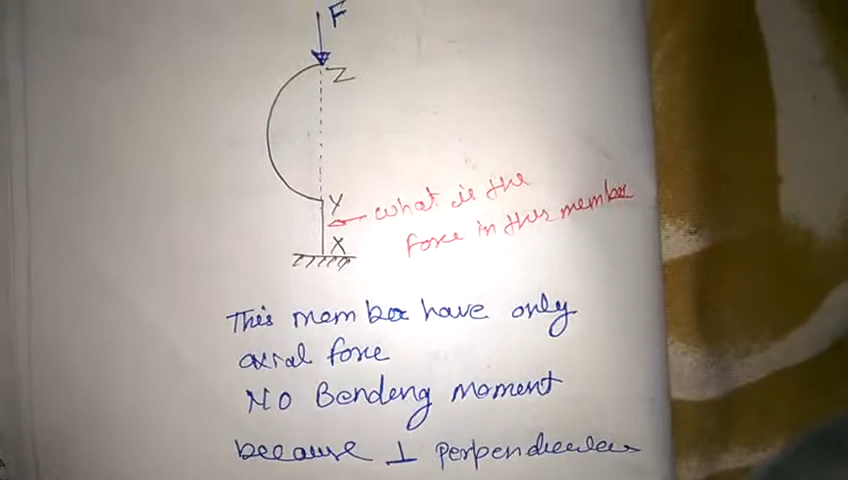 F
Z
Y
what is the
force in this member
X
This member have only
axial force
NO Bending moment
because ⊥ perpendicular